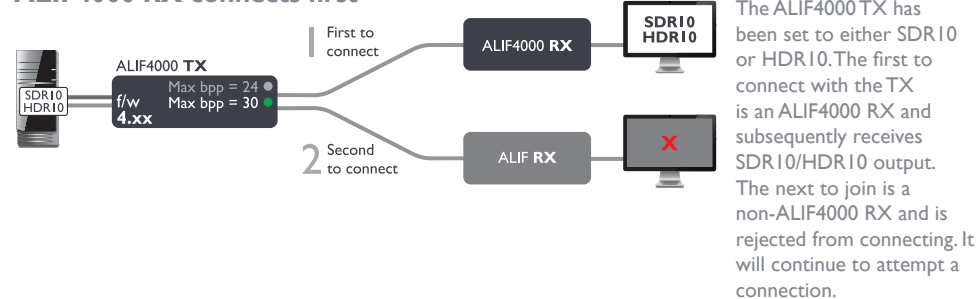 ALIF4000 RX connects first
SDR10
HDR10
ALIF4000 TX
Max bpp = 24
f/w
Max bpp = 30
4.xx
1
First to
connect
ALIF4000 RX
SDR10
HDR10
2
Second
to connect
ALIF RX
X
The ALIF4000 TX has
been set to either SDR10
or HDR10. The first to
connect with the TX
is an ALIF4000 RX and
subsequently receives
SDR10/HDR10 output.
The next to join is a
non-ALIF4000 RX and is
rejected from connecting. It
will continue to attempt a
connection.